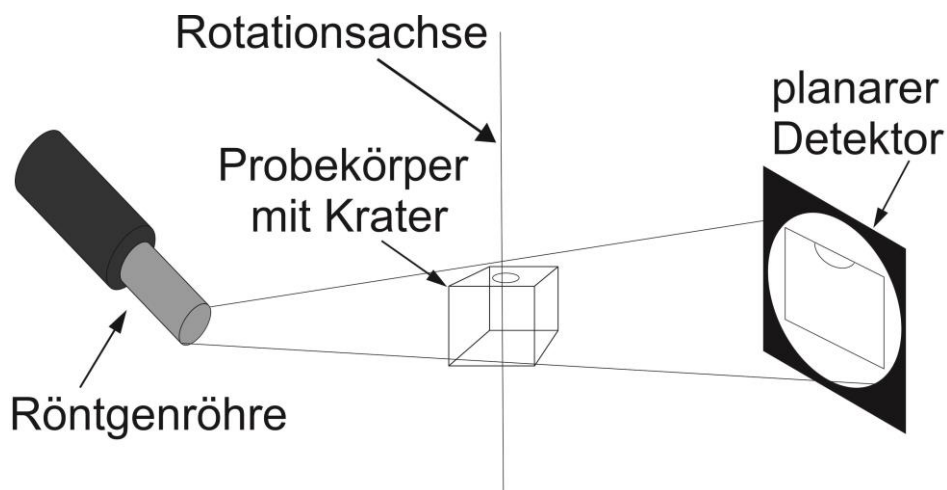 Rotationsachse
planarer
Detektor
Probekörper
mit Krater
Röntgenröhre